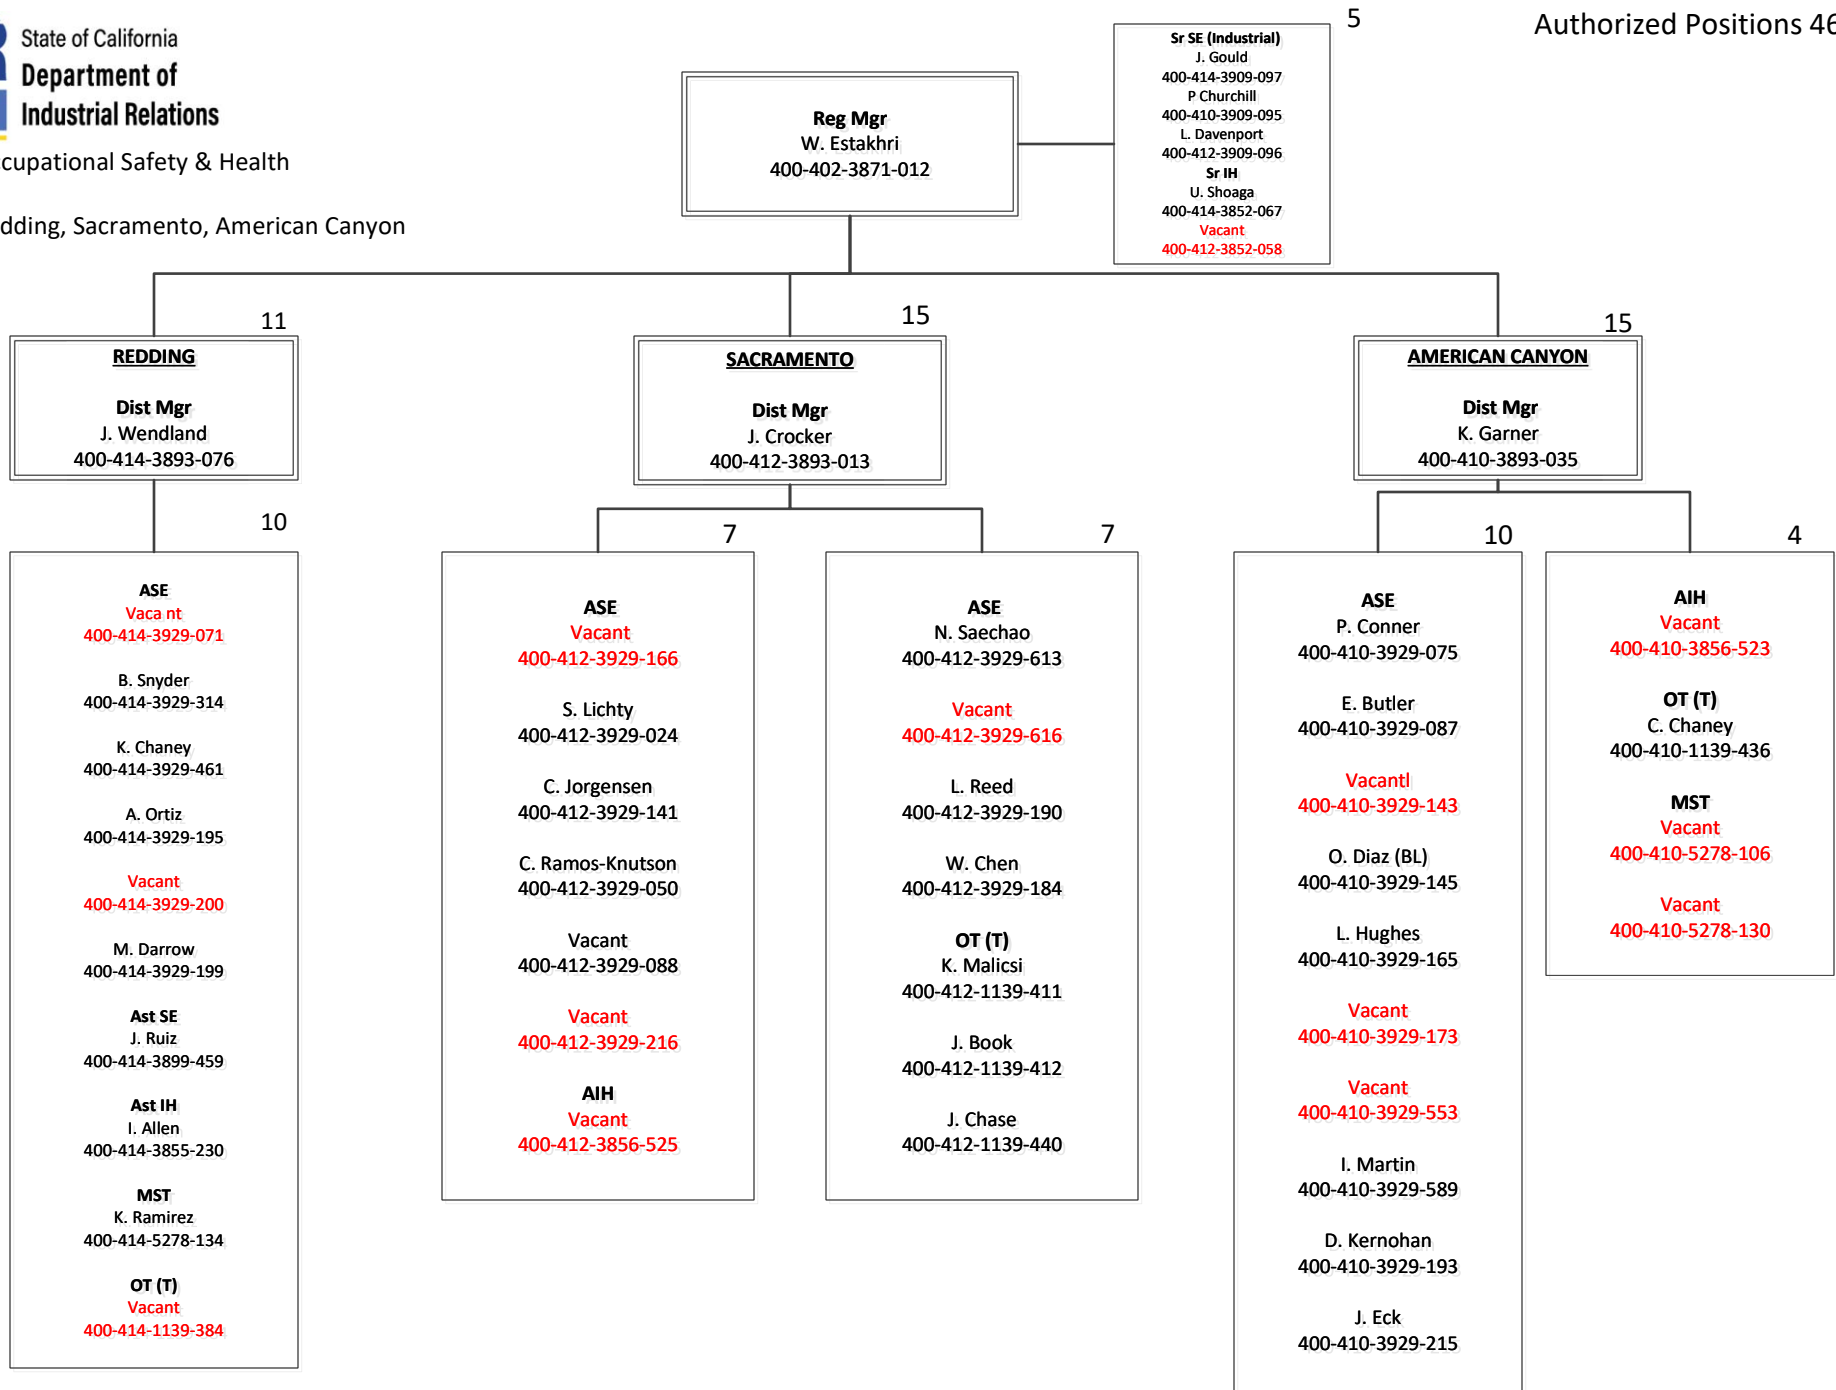 State of California
Department of
Industrial Relations
ccupational Safety & Health
dding, Sacramento, American Canyon
Authorized Positions 46
Reg Mgr
W. Estakhri
400-402-3871-012
5
Sr SE (Industrial)
J. Gould
400-414-3909-097
P Churchill
400-410-3909-095
L. Davenport
400-412-3909-096
Sr IH
U. Shoaga
400-414-3852-067
Vacant
400-412-3852-058
11
REDDING
Dist Mgr
J. Wendland
400-414-3893-076
15
SACRAMENTO
Dist Mgr
J. Crocker
400-412-3893-013
15
AMERICAN CANYON
Dist Mgr
K. Garner
400-410-3893-035
10
ASE
Vaca nt
400-414-3929-071
B. Snyder
400-414-3929-314
K. Chaney
400-414-3929-461
A. Ortiz
400-414-3929-195
Vacant
400-414-3929-200
M. Darrow
400-414-3929-199
Ast SE
J. Ruiz
400-414-3899-459
Ast IH
I. Allen
400-414-3855-230
MST
K. Ramirez
400-414-5278-134
OT (T)
Vacant
400-414-1139-384
7
ASE
Vacant
400-412-3929-166
S. Lichty
400-412-3929-024
C. Jorgensen
400-412-3929-141
C. Ramos-Knutson
400-412-3929-050
Vacant
400-412-3929-088
Vacant
400-412-3929-216
AIH
Vacant
400-412-3856-525
7
ASE
N. Saechao
400-412-3929-613
Vacant
400-412-3929-616
L. Reed
400-412-3929-190
W. Chen
400-412-3929-184
OT (T)
K. Malicsi
400-412-1139-411
J. Book
400-412-1139-412
J. Chase
400-412-1139-440
10
ASE
P. Conner
400-410-3929-075
E. Butler
400-410-3929-087
Vacantl
400-410-3929-143
O. Diaz (BL)
400-410-3929-145
L. Hughes
400-410-3929-165
Vacant
400-410-3929-173
Vacant
400-410-3929-553
I. Martin
400-410-3929-589
D. Kernohan
400-410-3929-193
J. Eck
400-410-3929-215
4
AIH
Vacant
400-410-3856-523
OT (T)
C. Chaney
400-410-1139-436
MST
Vacant
400-410-5278-106
Vacant
400-410-5278-130